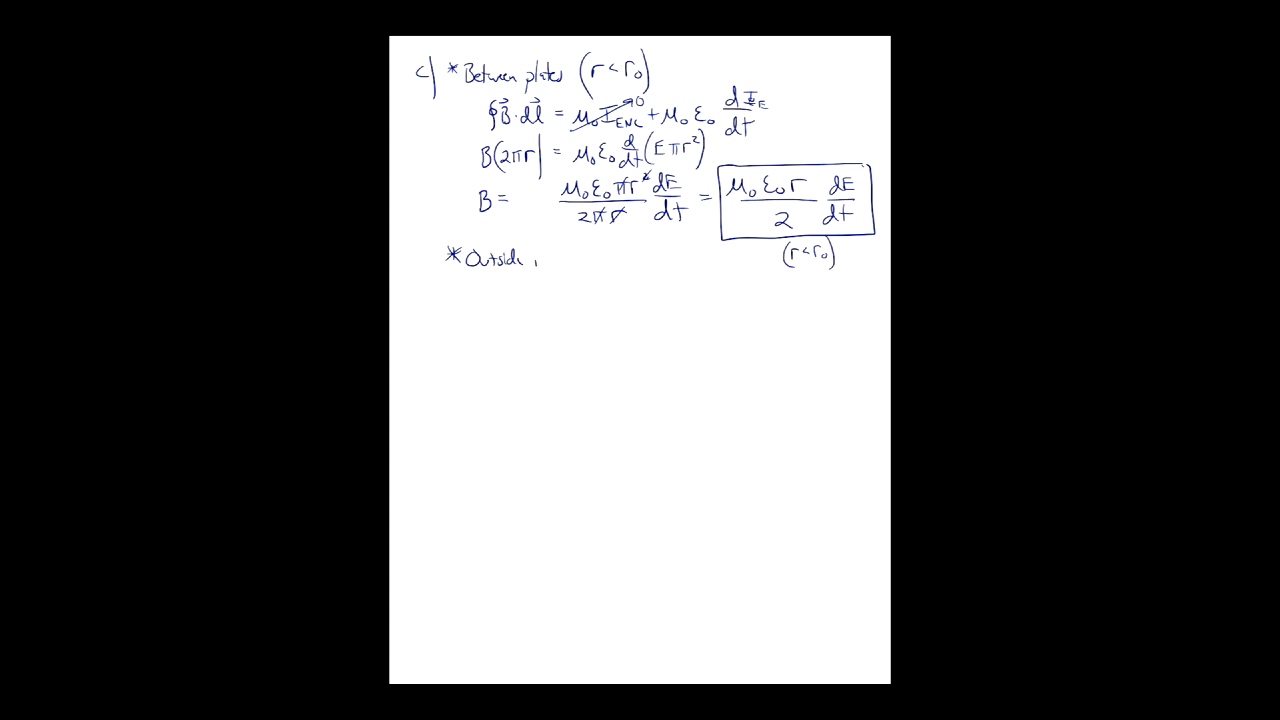 c) * Between plates (r < r₀)
∮B⃗·dl⃗ = μ₀I_ENC →0 + μ₀ε₀ dΦ_E/dt
B(2πr) = μ₀ε₀ d/dt (Eπr²)
B = μ₀ε₀πr²/2πr dE/dt = μ₀ε₀r/2 dE/dt
(r < r₀)
* Outside